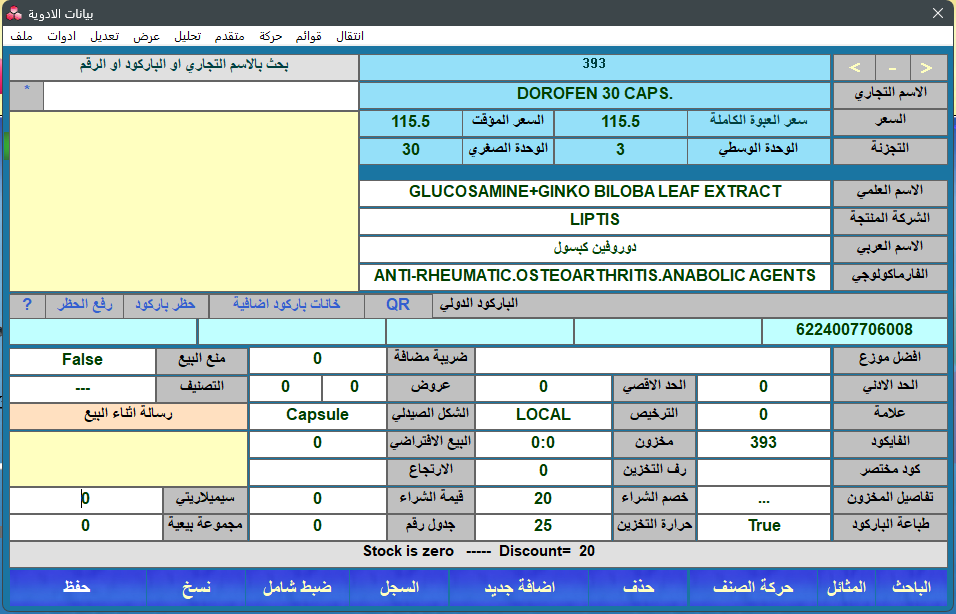 بيانات الادوية
ملف ادوات تعديل عرض تحليل متقدم حركة قوائم انتقال
بحث بالاسم التجاري او الباركود او الرقم
*
393
< - >
الاسم التجاري DOROFEN 30 CAPS.
السعر سعر العبوة الكاملة 115.5 السعر المؤقت 115.5
التجزئة الوحدة الوسطي 3 الوحدة الصغري 30
الاسم العلمي GLUCOSAMINE+GINKO BILOBA LEAF EXTRACT
الشركة المنتجة LIPTIS
الاسم العربي دوروفين كبسول
الفارماكولوجي ANTI-RHEUMATIC.OSTEOARTHRITIS.ANABOLIC AGENTS
الباركود الدولي QR خانات باركود اضافية حظر باركود رفع الحظر ?
6224007706008
افضل موزع ضريبة مضافة 0 منع البيع False
الحد الادني 0 الحد الاقصي 0 عروض 0 0 التصنيف ---
علامة 0 الترخيص LOCAL الشكل الصيدلي Capsule رسالة اثناء البيع
الفايكود 393 مخزون 0:0 البيع الافتراضي 0
كود مختصر رف التخزين 0 الارتجاع
تفاصيل المخزون ... خصم الشراء 20 قيمة الشراء 0 سيميلاريتي 0
طباعة الباركود True حرارة التخزين 25 جدول رقم 0 مجموعة بيعية 0
Stock is zero ----- Discount= 20
الباحث المثائل حركة الصنف حذف اضافة جديد السجل ضبط شامل نسخ حفظ